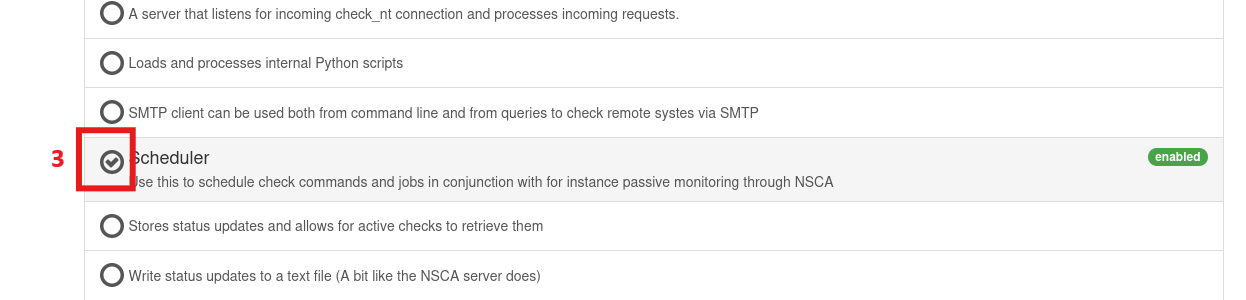 A server that listens for incoming check_nt connection and processes incoming requests.
Loads and processes internal Python scripts
SMTP client can be used both from command line and from queries to check remote systes via SMTP
3
Scheduler
enabled
Use this to schedule check commands and jobs in conjunction with for instance passive monitoring through NSCA
Stores status updates and allows for active checks to retrieve them
Write status updates to a text file (A bit like the NSCA server does)